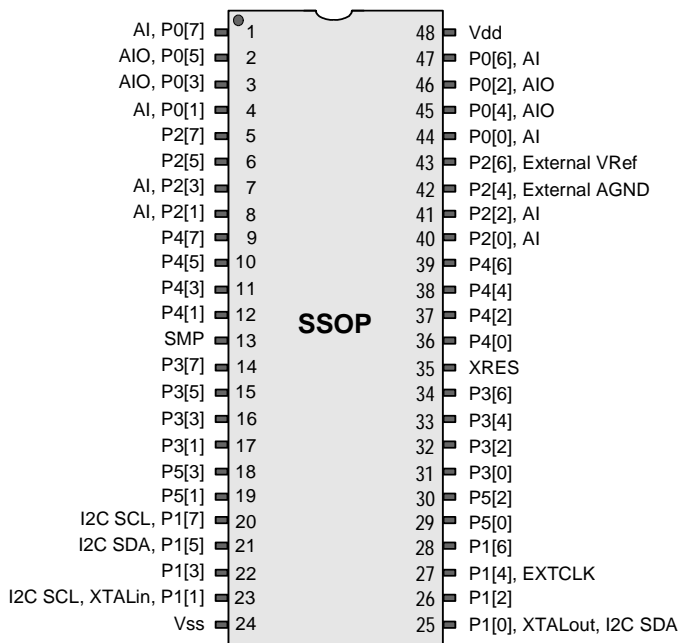 AI, P0[7] 1 48 Vdd
AIO, P0[5] 2 47 P0[6], AI
AIO, P0[3] 3 46 P0[2], AIO
AI, P0[1] 4 45 P0[4], AIO
P2[7] 5 44 P0[0], AI
P2[5] 6 43 P2[6], External VRef
AI, P2[3] 7 42 P2[4], External AGND
AI, P2[1] 8 41 P2[2], AI
P4[7] 9 40 P2[0], AI
P4[5] 10 39 P4[6]
P4[3] 11 38 P4[4]
P4[1] 12 37 P4[2]
SSOP
SMP 13 36 P4[0]
P3[7] 14 35 XRES
P3[5] 15 34 P3[6]
P3[3] 16 33 P3[4]
P3[1] 17 32 P3[2]
P5[3] 18 31 P3[0]
P5[1] 19 30 P5[2]
I2C SCL, P1[7] 20 29 P5[0]
I2C SDA, P1[5] 21 28 P1[6]
P1[3] 22 27 P1[4], EXTCLK
I2C SCL, XTALin, P1[1] 23 26 P1[2]
Vss 24 25 P1[0], XTALout, I2C SDA